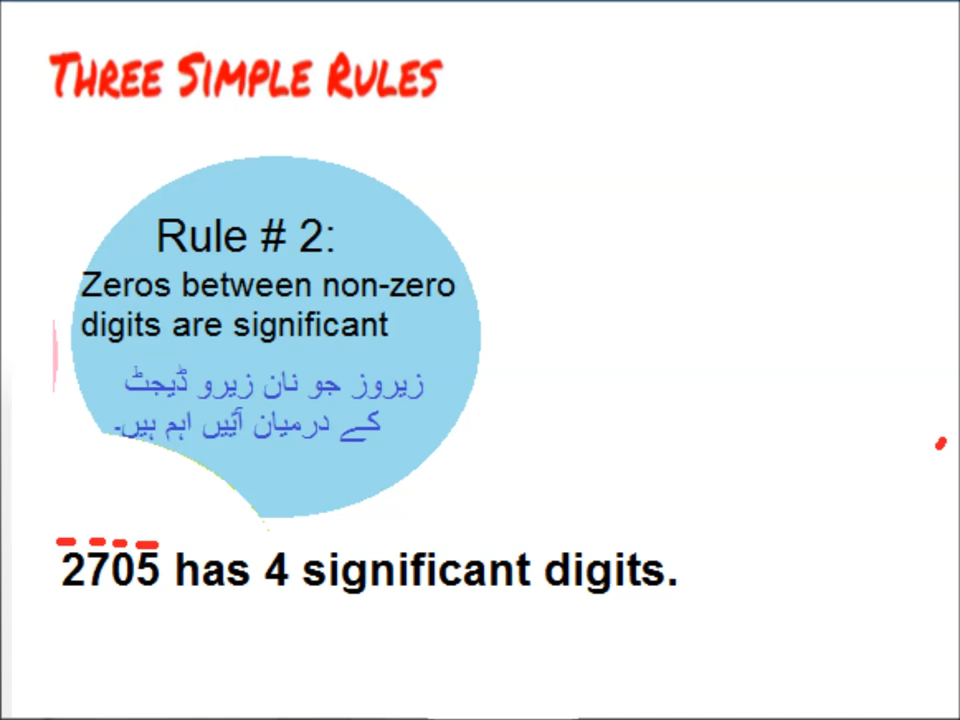 THREE SIMPLE RULES
Rule # 2:
Zeros between non-zero
digits are significant
زیروز جو نان زیرو ڈیجٹ
کے درمیان آئیں اہم ہیں۔
2705 has 4 significant digits.